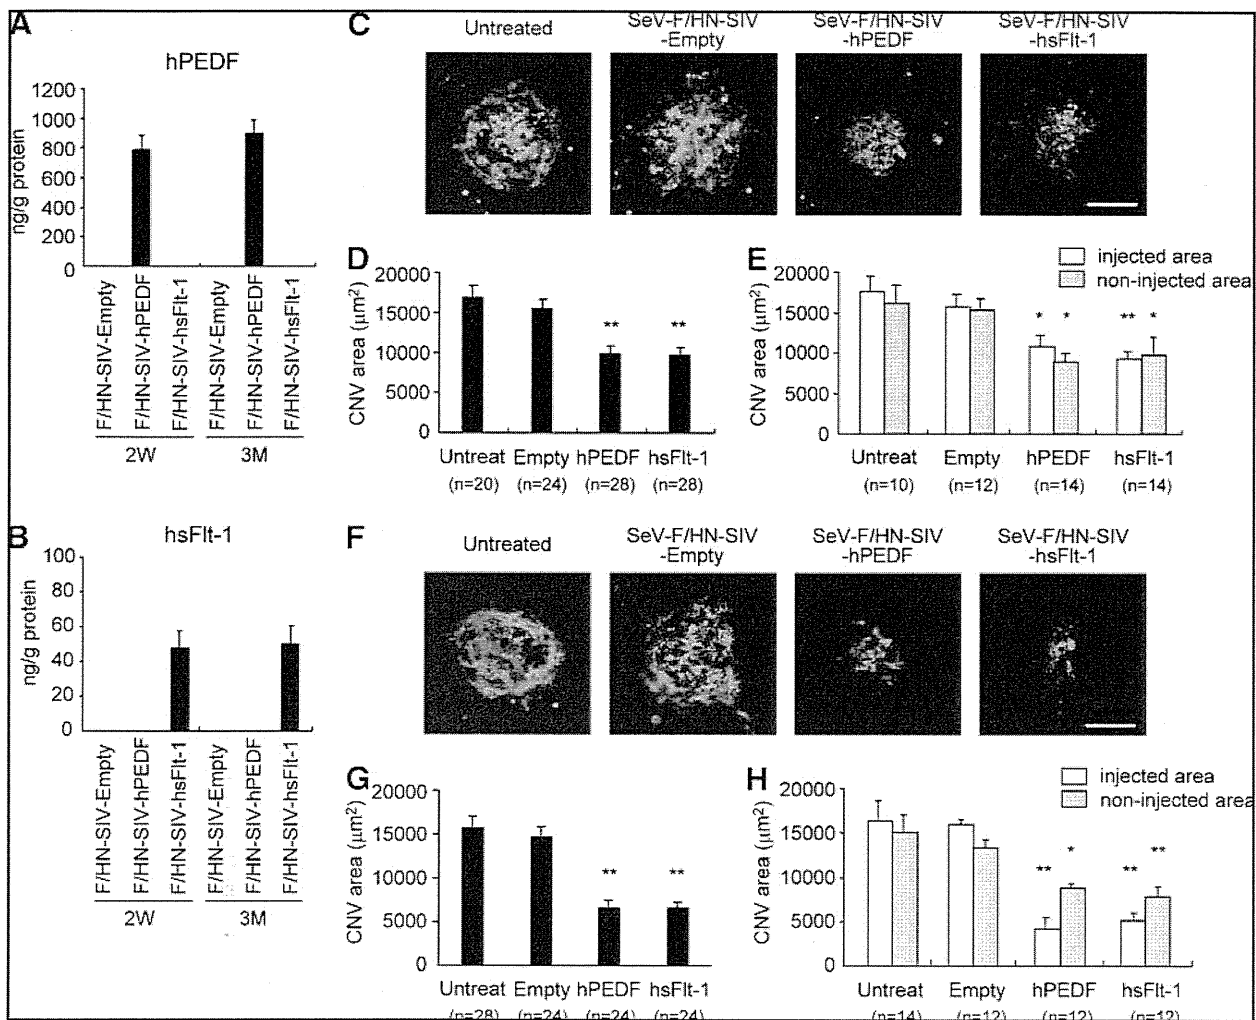 A
hPEDF
1200
1000
800
600
400
200
0
ng/g protein
F/HN-SIV-Empty
F/HN-SIV-hPEDF
F/HN-SIV-hsFlt-1
F/HN-SIV-Empty
F/HN-SIV-hPEDF
F/HN-SIV-hsFlt-1
2W
3M
B
hsFlt-1
100
80
60
40
20
0
ng/g protein
F/HN-SIV-Empty
F/HN-SIV-hPEDF
F/HN-SIV-hsFlt-1
F/HN-SIV-Empty
F/HN-SIV-hPEDF
F/HN-SIV-hsFlt-1
2W
3M
C
Untreated
SeV-F/HN-SIV
-Empty
SeV-F/HN-SIV
-hPEDF
SeV-F/HN-SIV
-hsFlt-1
D
20000
15000
10000
5000
0
CNV area (μm²)
** **
Untreat Empty hPEDF hsFlt-1
(n=20) (n=24) (n=28) (n=28)
E
injected area
non-injected area
20000
15000
10000
5000
0
CNV area (μm²)
* * ** *
Untreat Empty hPEDF hsFlt-1
(n=10) (n=12) (n=14) (n=14)
F
Untreated
SeV-F/HN-SIV
-Empty
SeV-F/HN-SIV
-hPEDF
SeV-F/HN-SIV
-hsFlt-1
G
20000
15000
10000
5000
0
CNV area (μm²)
** **
Untreat Empty hPEDF hsFlt-1
(n=28) (n=24) (n=24) (n=24)
H
injected area
non-injected area
20000
15000
10000
5000
0
CNV area (μm²)
** * ** **
Untreat Empty hPEDF hsFlt-1
(n=14) (n=12) (n=12) (n=12)